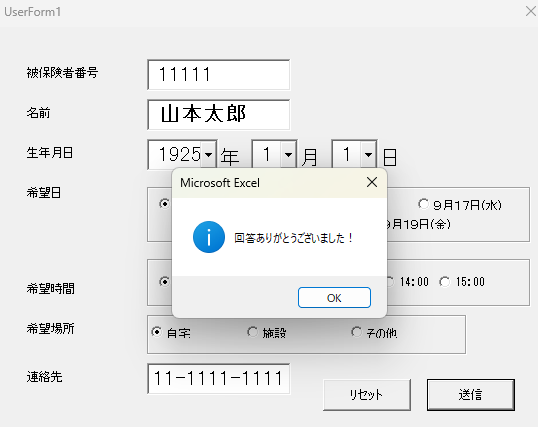 UserForm1
被保険者番号 11111
名前 山本太郎
生年月日 1925 年 1 月 1 日
Microsoft Excel
希望日 9月17日(水)
回答ありがとうございました！
9月19日(金)
希望時間 14:00 15:00
OK
希望場所 自宅 施設 その他
連絡先 11-1111-1111
リセット 送信